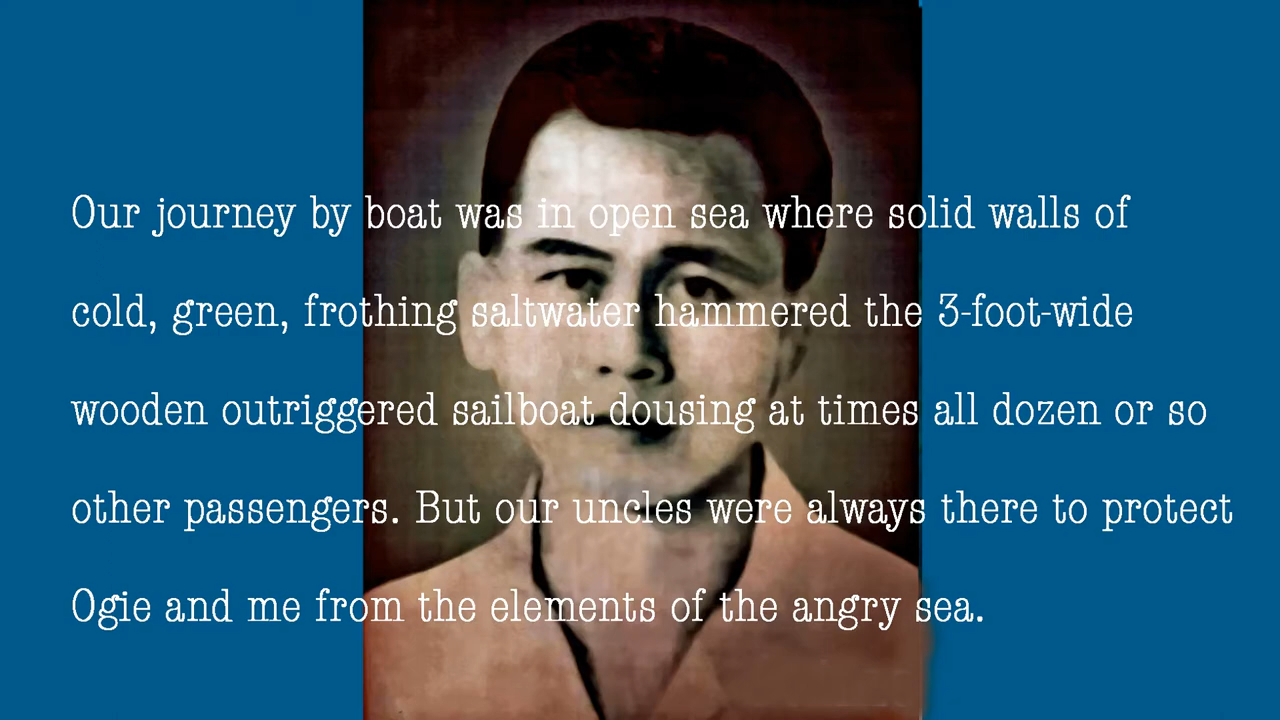 Our journey by boat was in open sea where solid walls of
cold, green, frothing saltwater hammered the 3-foot-wide
wooden outriggered sailboat dousing at times all dozen or so
other passengers. But our uncles were always there to protect
Ogie and me from the elements of the angry sea.